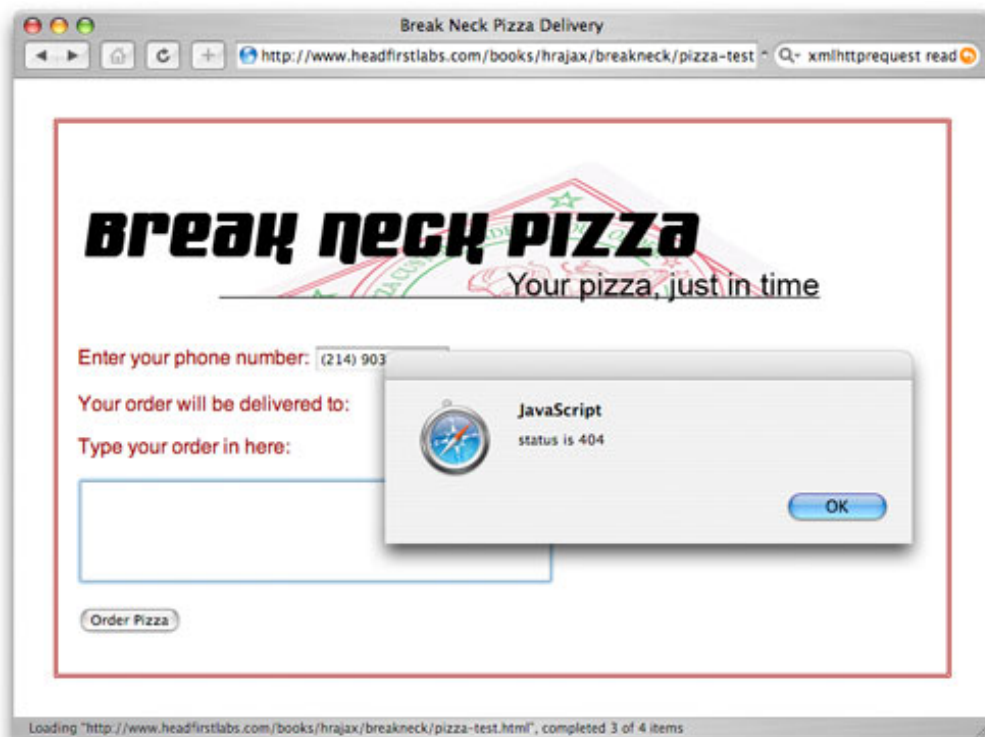 Break Neck Pizza Delivery
http://www.headfirstlabs.com/books/hrajax/breakneck/pizza-test
xmlhttprequest read
Break Neck Pizza
Your pizza, just in time
Enter your phone number: (214) 903
Your order will be delivered to:
Type your order in here:
JavaScript
status is 404
OK
Order Pizza
Loading "http://www.headfirstlabs.com/books/hrajax/breakneck/pizza-test.html", completed 3 of 4 items